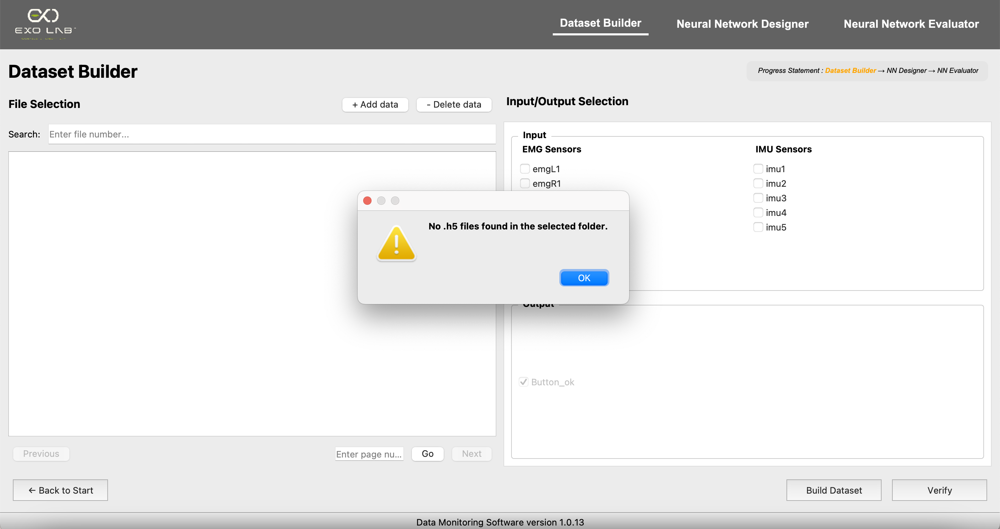 EXO LAB
Dataset Builder
Neural Network Designer
Neural Network Evaluator
Dataset Builder
Progress Statement : Dataset Builder → NN Designer → NN Evaluator
File Selection
+ Add data
- Delete data
Input/Output Selection
Search:
Enter file number...
Input
EMG Sensors
IMU Sensors
emgL1
imu1
emgR1
imu2
imu3
imu4
imu5
No .h5 files found in the selected folder.
OK
Output
Button_ok
Previous
Enter page nu...
Go
Next
← Back to Start
Build Dataset
Verify
Data Monitoring Software version 1.0.13